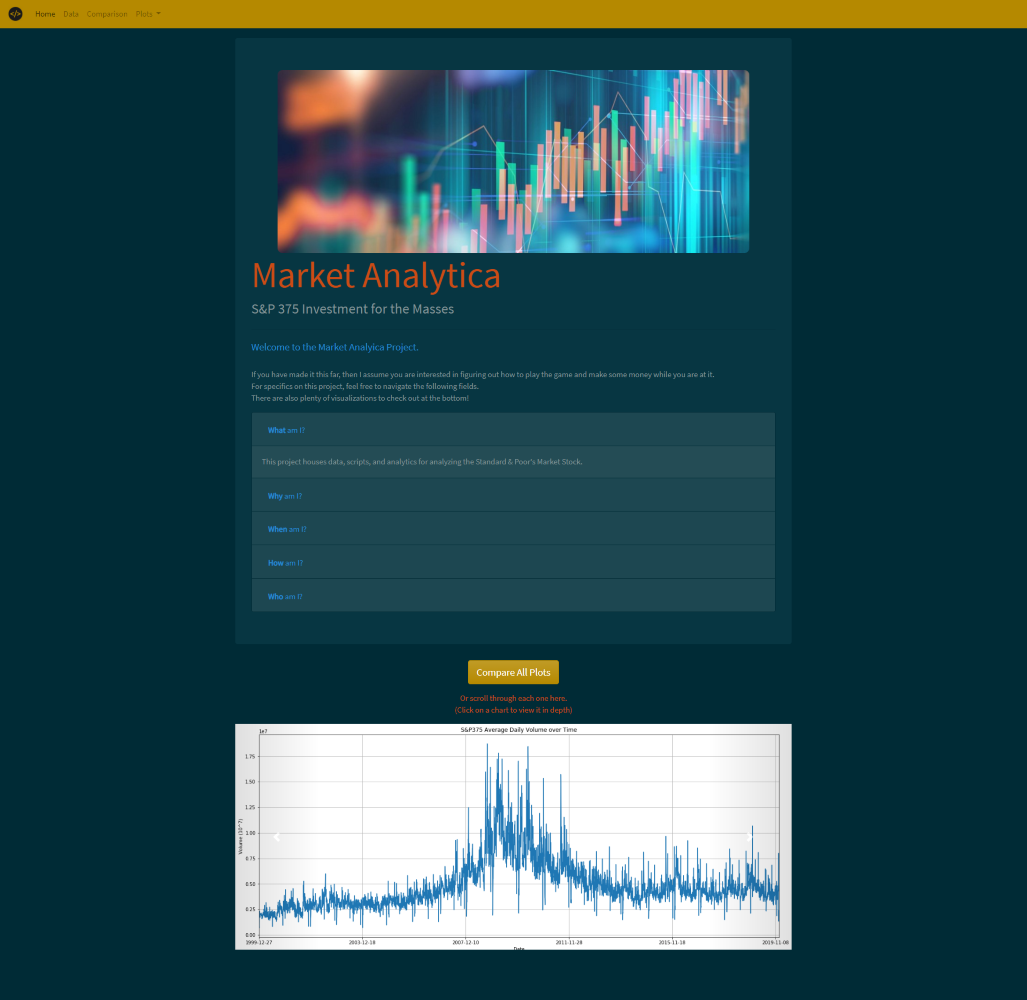 </>
Home Data Comparison Plots
Market Analytica
S&P 375 Investment for the Masses
Welcome to the Market Analyica Project.
If you have made it this far, then I assume you are interested in figuring out how to play the game and make some money while you are at it.
For specifics on this project, feel free to navigate the following fields.
There are also plenty of visualizations to check out at the bottom!
What am I?
This project houses data, scripts, and analytics for analyzing the Standard & Poor's Market Stock.
Why am I?
When am I?
How am I?
Who am I?
Compare All Plots
Or scroll through each one here.
(Click on a chart to view it in depth)
S&P375 Average Daily Volume over Time
1e7
1.75
1.50
1.25
1.00
0.75
0.50
0.25
0.00
Volume (10^7)
1999-12-27 2003-12-18 2007-12-10 2011-11-28 2015-11-18 2019-11-08
Date